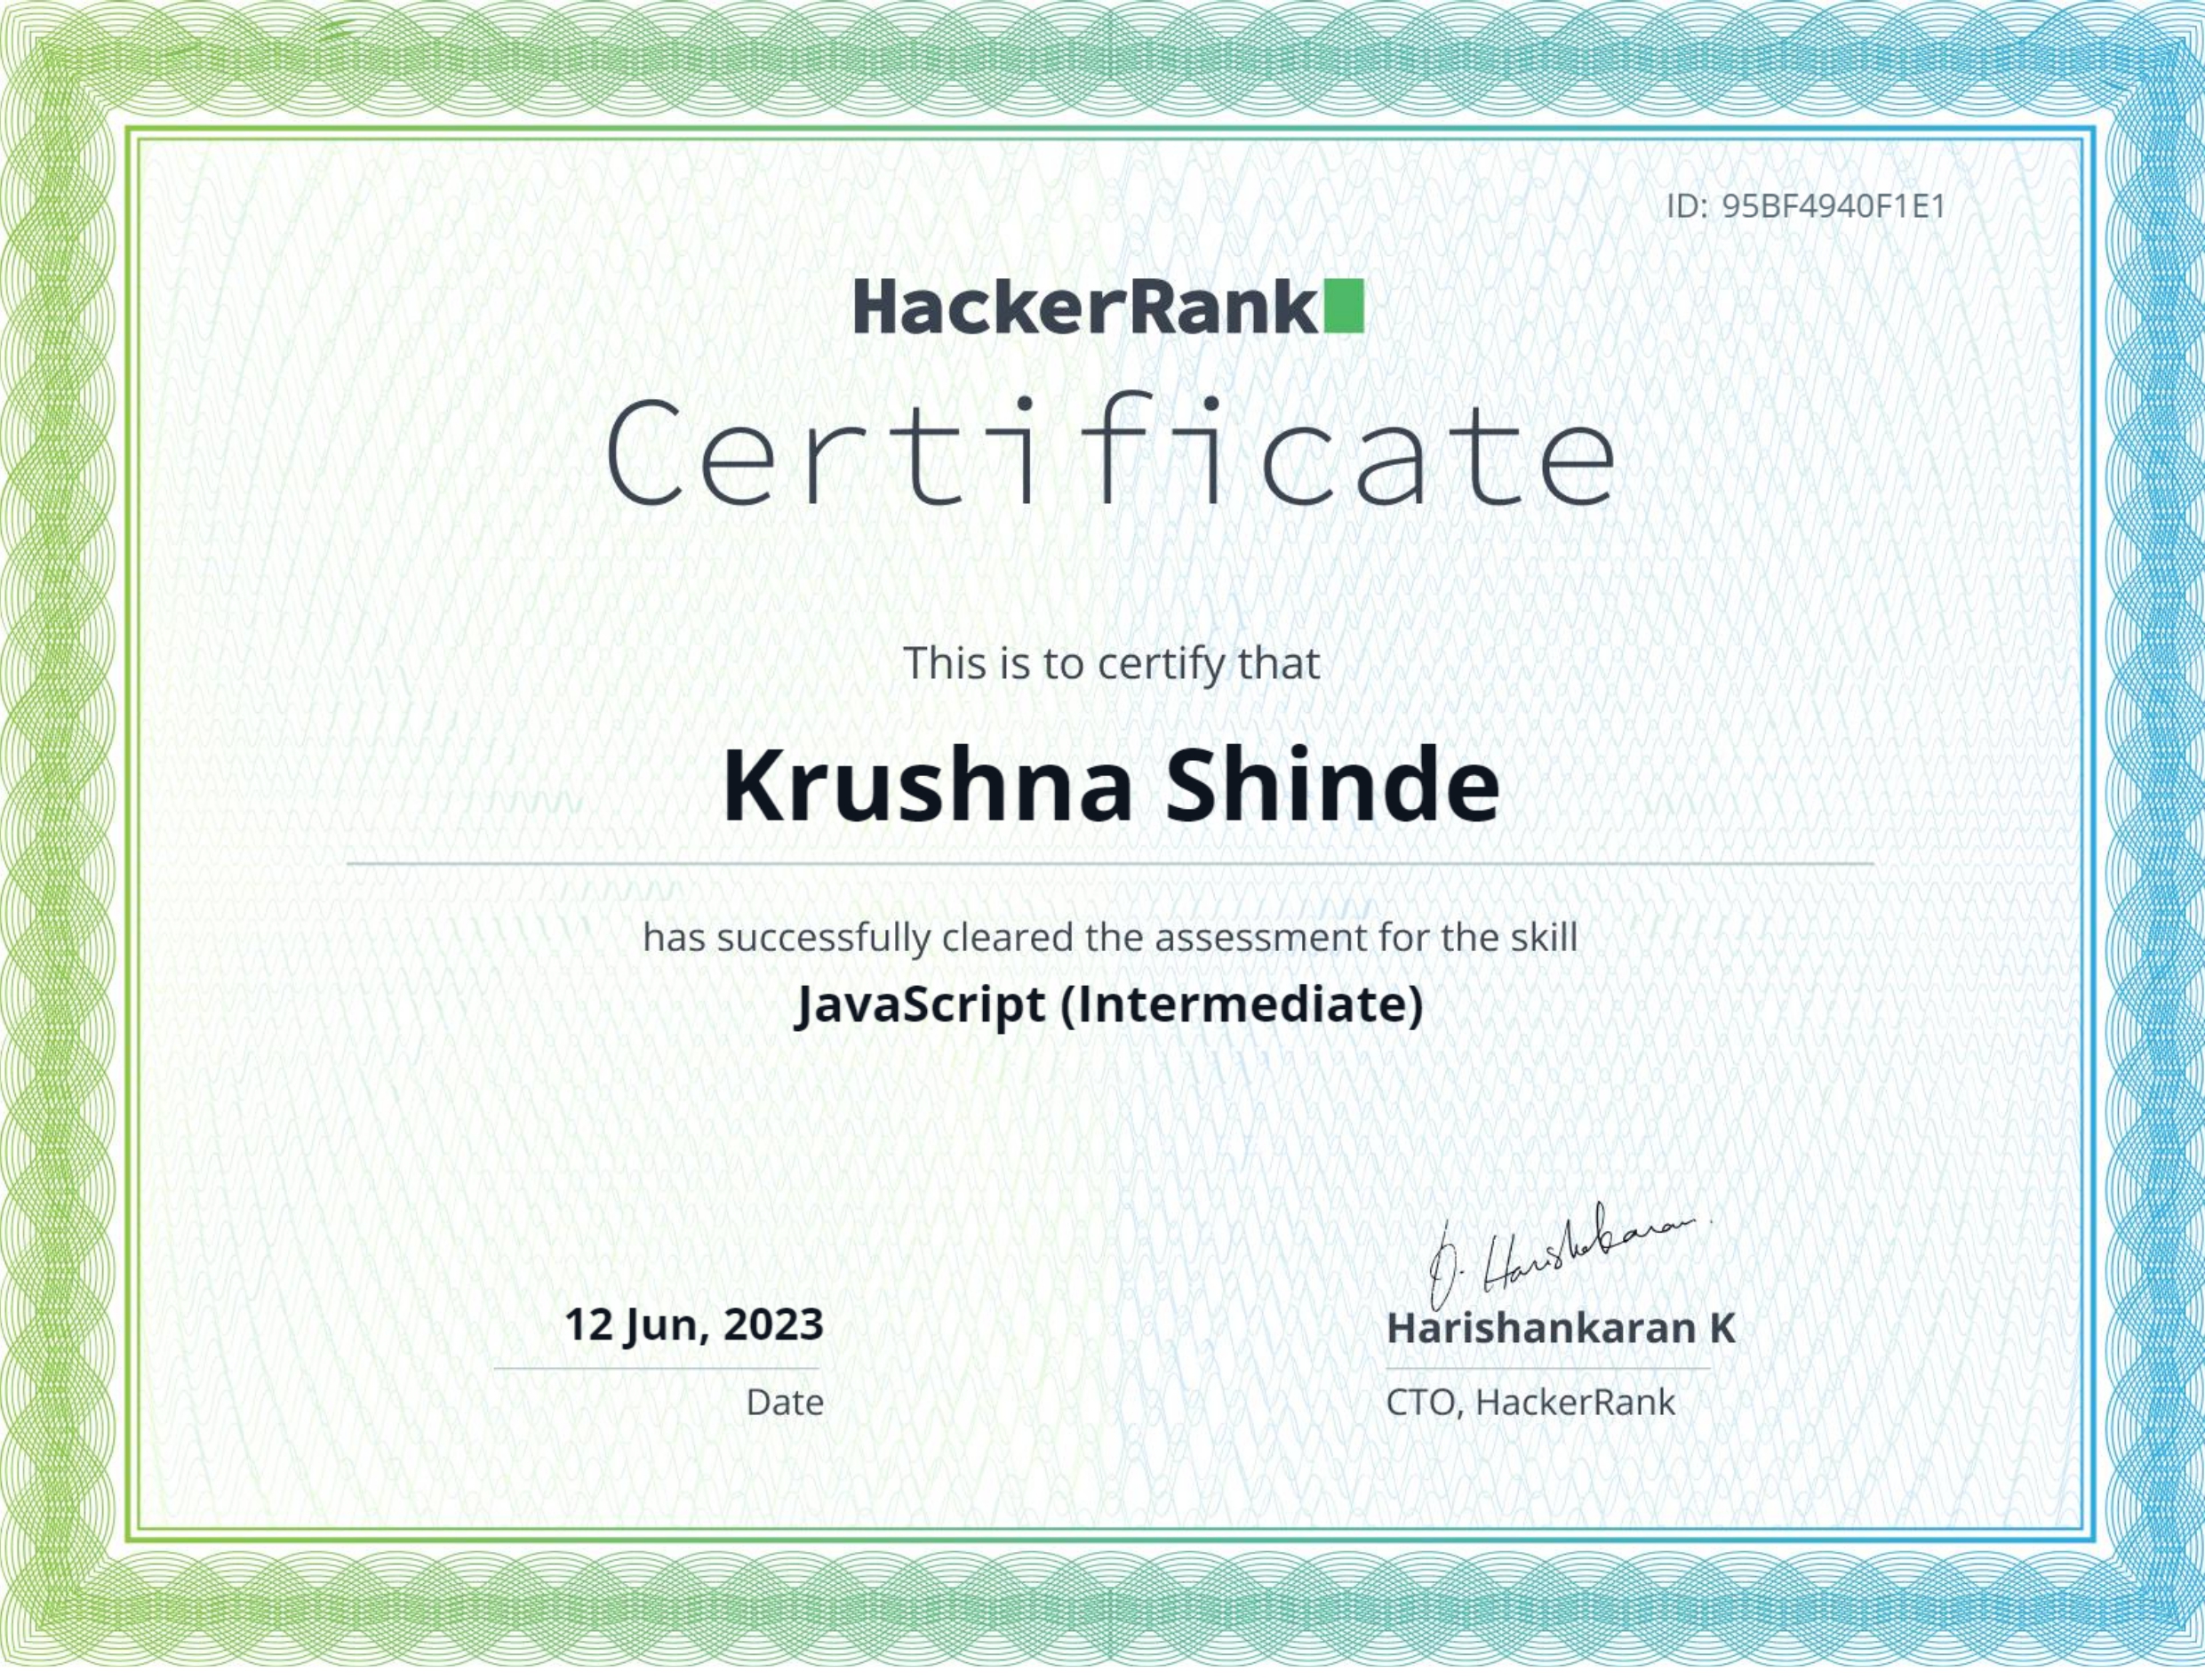 ID: 95BF4940F1E1
HackerRank
Certificate
This is to certify that
Krushna Shinde
has successfully cleared the assessment for the skill
JavaScript (Intermediate)
12 Jun, 2023
Date
Harishankaran K
CTO, HackerRank